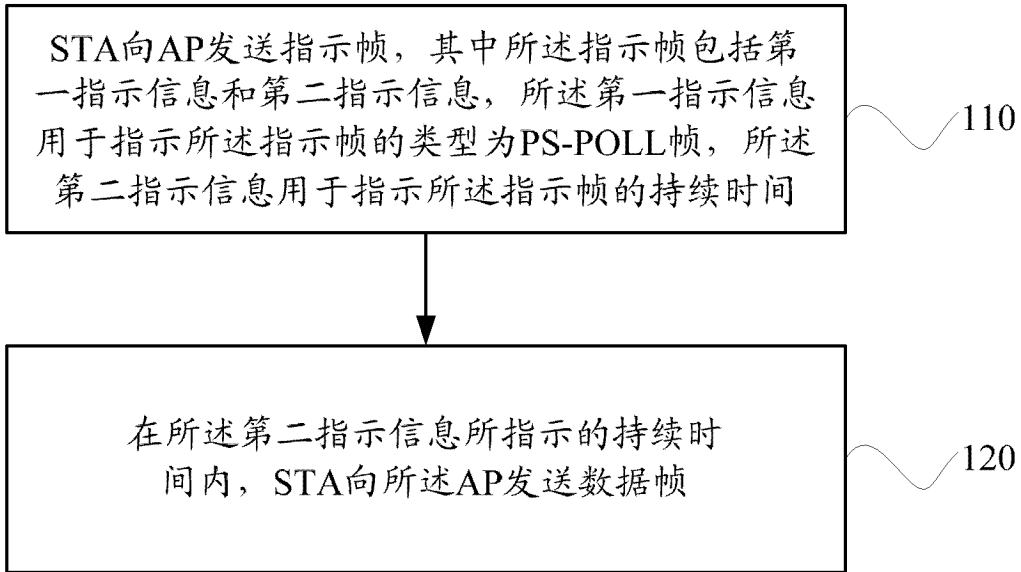 STA向AP发送指示帧，其中所述指示帧包括第
一指示信息和第二指示信息，所述第一指示信息
用于指示所述指示帧的类型为PS-POLL帧，所述
第二指示信息用于指示所述指示帧的持续时间
110
在所述第二指示信息所指示的持续时
间内，STA向所述AP发送数据帧
120